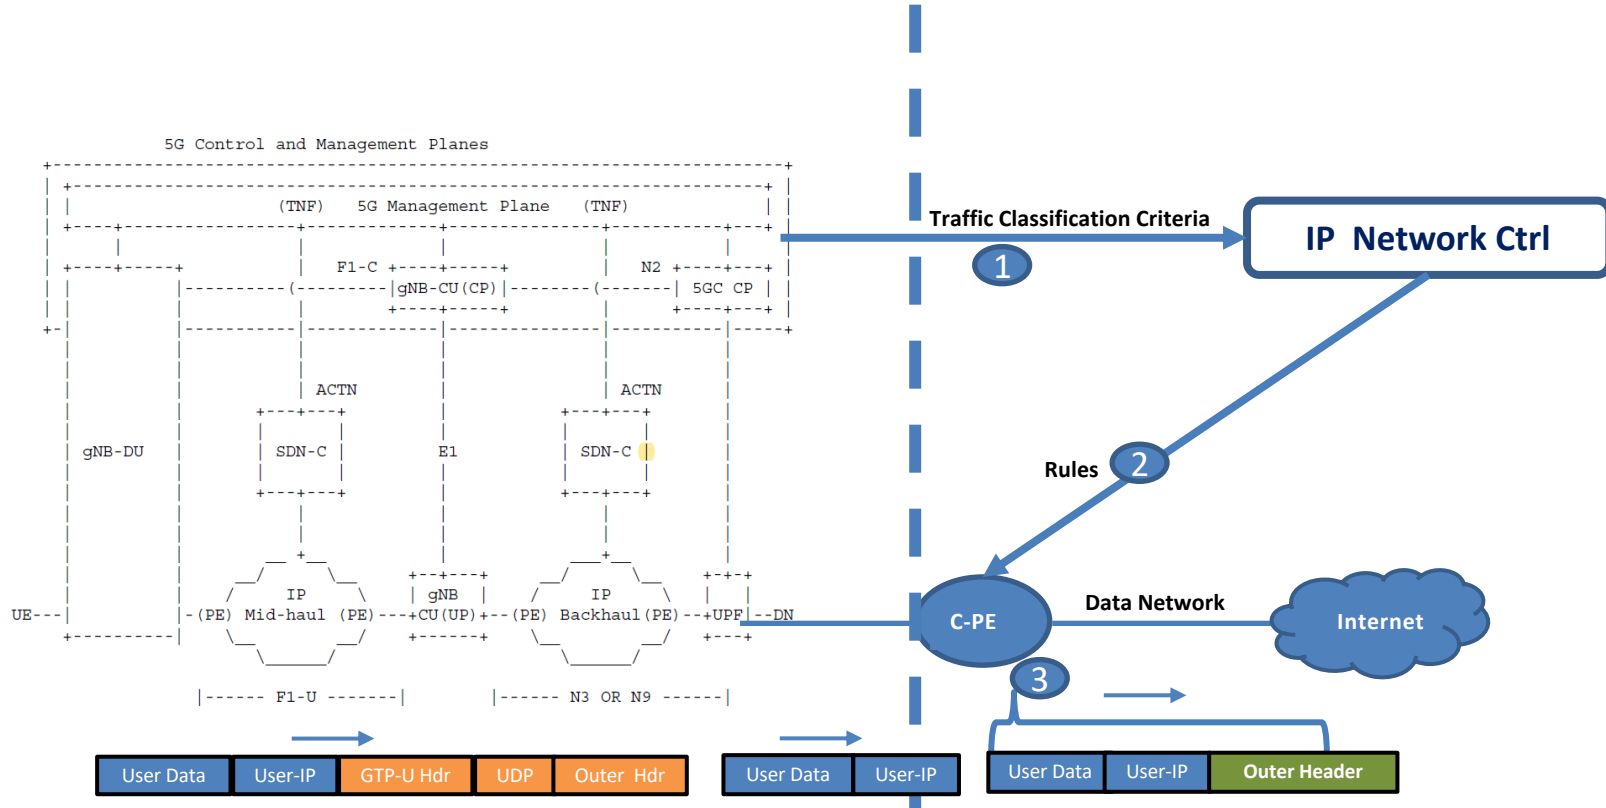 5G Control and Management Planes
(TNF) 5G Management Plane (TNF)
Traffic Classification Criteria
IP Network Ctrl
1
F1-C
N2
gNB-CU(CP)
5GC CP
ACTN
ACTN
gNB-DU
SDN-C
E1
SDN-C
Rules
2
IP
gNB
IP
UE
(PE) Mid-haul (PE)
CU(UP)
(PE) Backhaul(PE)
UPF
DN
C-PE
Data Network
Internet
3
F1-U
N3 OR N9
User Data User-IP GTP-U Hdr UDP Outer Hdr
User Data User-IP
User Data User-IP Outer Header